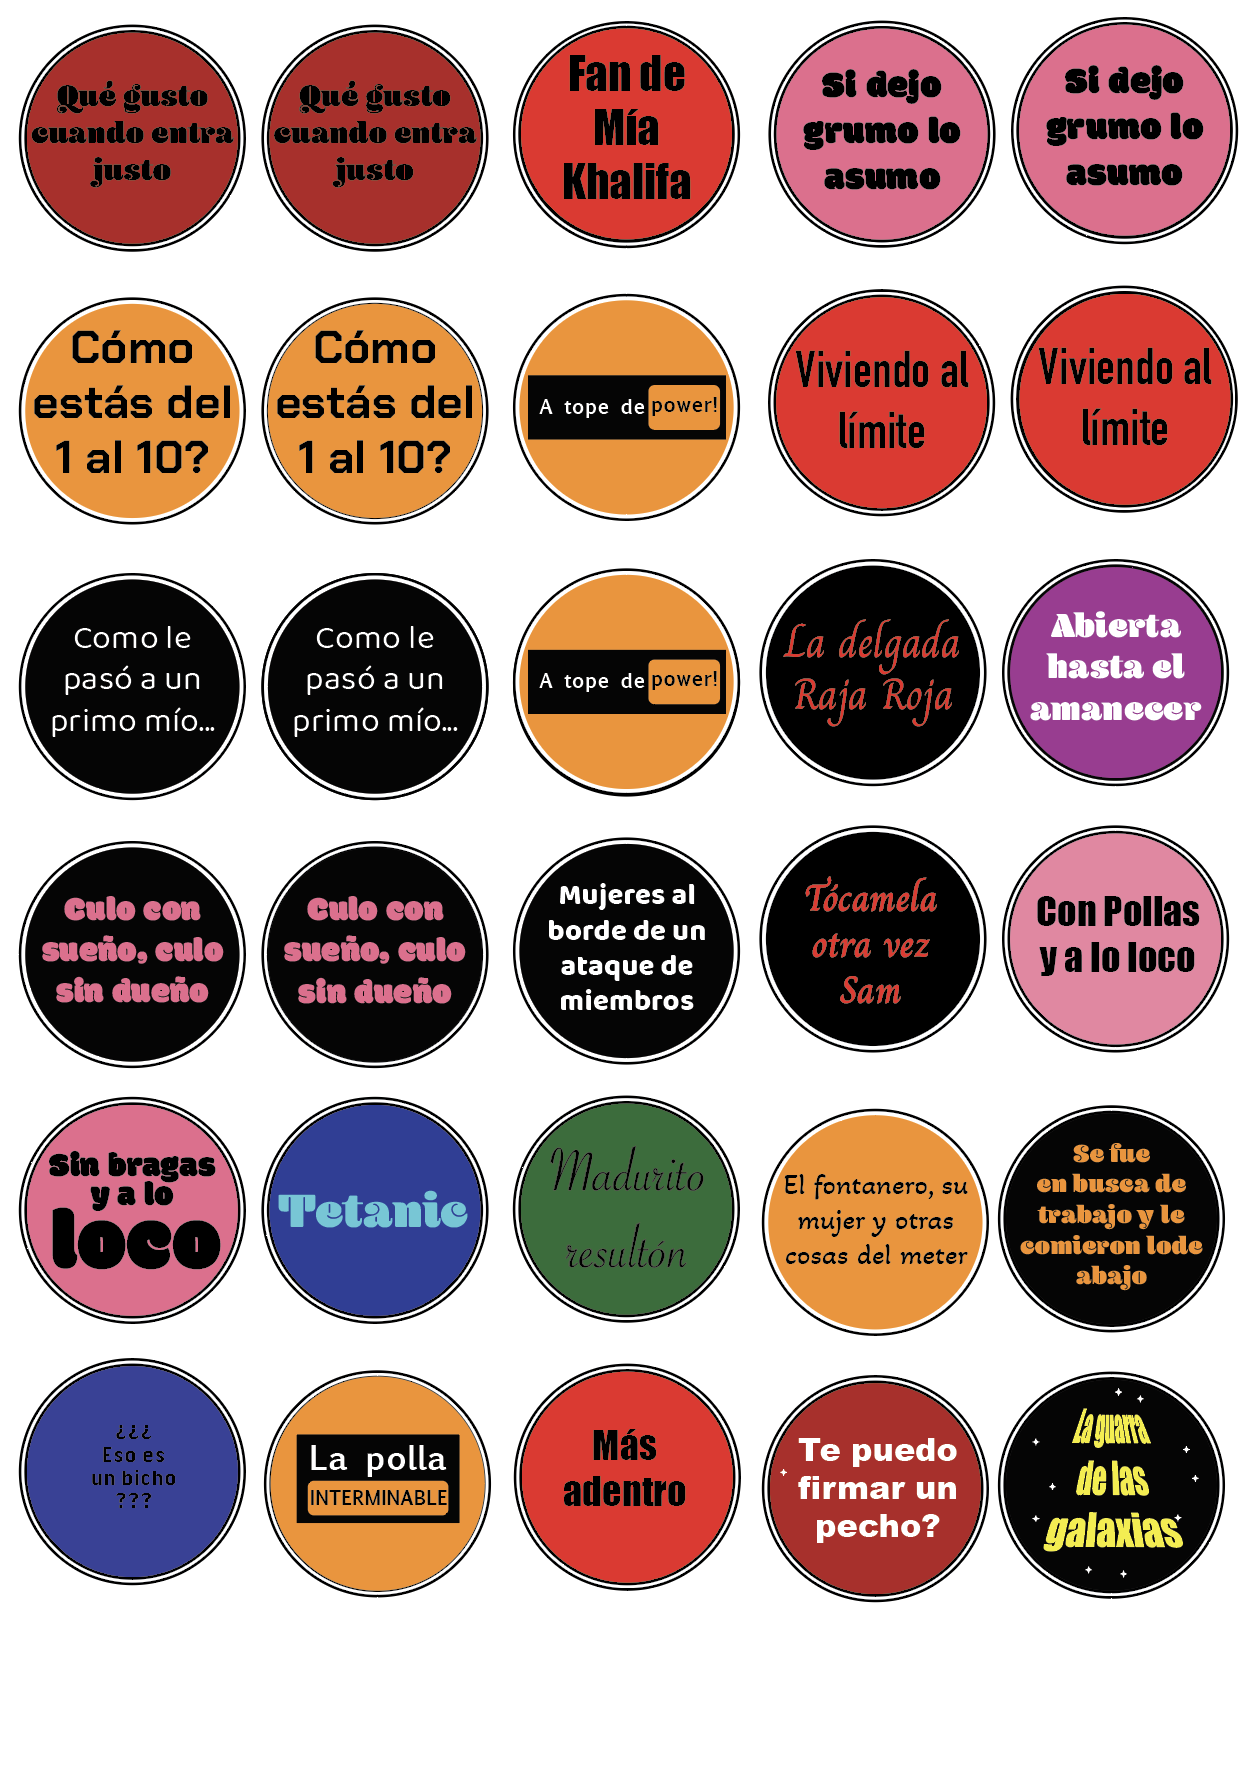 Qué gusto
cuando entra
justo
Qué gusto
cuando entra
justo
Fan de
Mía
Khalifa
Si dejo
grumo lo
asumo
Si dejo
grumo lo
asumo
Cómo
estás del
1 al 10?
Cómo
estás del
1 al 10?
A tope de power!
Viviendo al
límite
Viviendo al
límite
Como le
pasó a un
primo mío...
Como le
pasó a un
primo mío...
A tope de power!
La delgada
Raja Roja
Abierta
hasta el
amanecer
Culo con
sueño, culo
sin dueño
Culo con
sueño, culo
sin dueño
Mujeres al
borde de un
ataque de
miembros
Tócamela
otra vez
Sam
Con Pollas
y a lo loco
Sin bragas
y a lo
loco
Tetanic
Madurito
resultón
El fontanero, su
mujer y otras
cosas del meter
Se fue
en busca de
trabajo y le
comieron lode
abajo
¿¿¿
Eso es
un bicho
???
La polla
INTERMINABLE
Más
adentro
Te puedo
firmar un
pecho?
La guarra
de las
galaxias